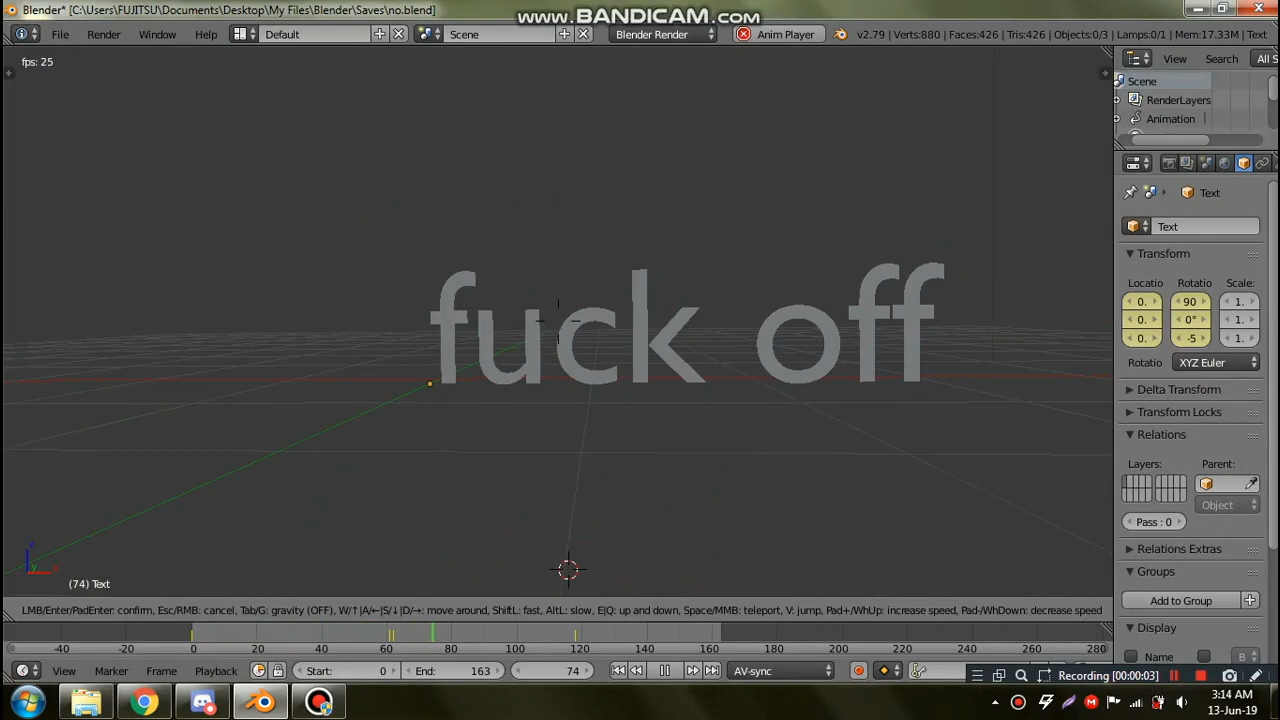 www.BANDICAM.com
Blender* [C:\Users\FUJITSU\Documents\Desktop\My Files\Blender\Saves\no.blend]
File Render Window Help Default Scene Blender Render Anim Player v2.79 | Verts:880 | Faces:426 | Tris:426 | Objects:0/3 | Lamps:0/1 | Mem:17.33M | Text
fps: 25
View Search All S
Scene
RenderLayers
Animation
Text
Text
Transform
Locatio Rotatio Scale:
0. 90 1.
0. 0° 1.
0. -5 1.
Rotatio XYZ Euler
Delta Transform
Transform Locks
Relations
Layers: Parent:
Object
Pass : 0
Relations Extras
Groups
Add to Group
Display
Name B
fuck off
z
y x
(74) Text
LMB/Enter/PadEnter: confirm, Esc/RMB: cancel, Tab/G: gravity (OFF), W/↑|A/←|S/↓|D/→: move around, ShiftL: fast, AltL: slow, E|Q: up and down, Space/MMB: teleport, V: jump, Pad+/WhUp: increase speed, Pad-/WhDown: decrease speed
-40 -20 0 20 40 60 80 100 120 140 160 180 200 220 240 260 280
View Marker Frame Playback Start: 0 End: 163 74 AV-sync
Recording [00:00:03]
3:14 AM
13-Jun-19